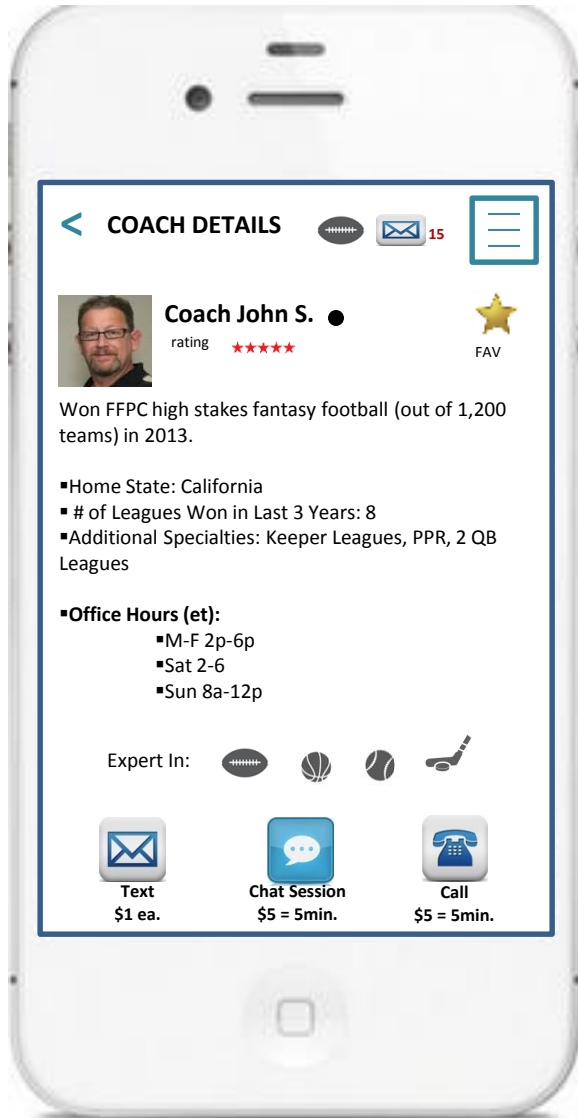 < COACH DETAILS 15
Coach John S.
rating ★★★★★
FAV
Won FFPC high stakes fantasy football (out of 1,200
teams) in 2013.
▪Home State: California
▪ # of Leagues Won in Last 3 Years: 8
▪Additional Specialties: Keeper Leagues, PPR, 2 QB
Leagues
▪Office Hours (et):
▪M-F 2p-6p
▪Sat 2-6
▪Sun 8a-12p
Expert In:
Text
$1 ea.
Chat Session
$5 = 5min.
Call
$5 = 5min.